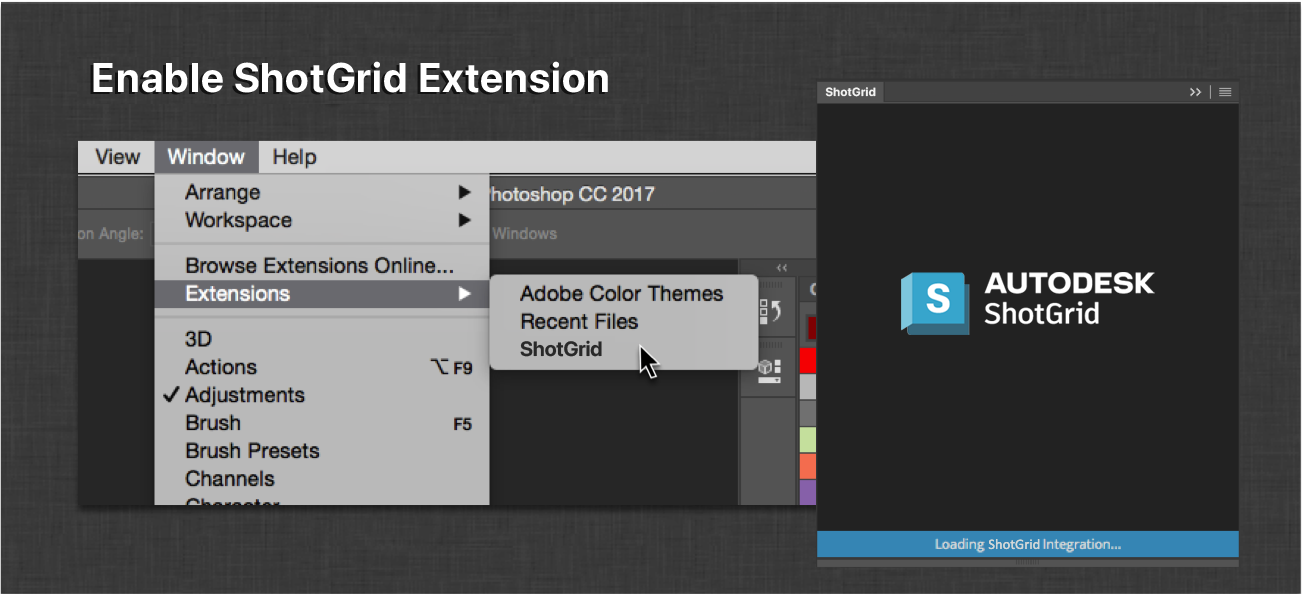 Enable ShotGrid Extension
View Window Help
Arrange
Workspace
Browse Extensions Online...
Extensions
3D
Actions ⌥ F9
✓ Adjustments
Brush F5
Brush Presets
Channels
Character
hotoshop CC 2017
on Angle:
Windows
Adobe Color Themes
Recent Files
ShotGrid
ShotGrid
S
AUTODESK
ShotGrid
Loading ShotGrid Integration...